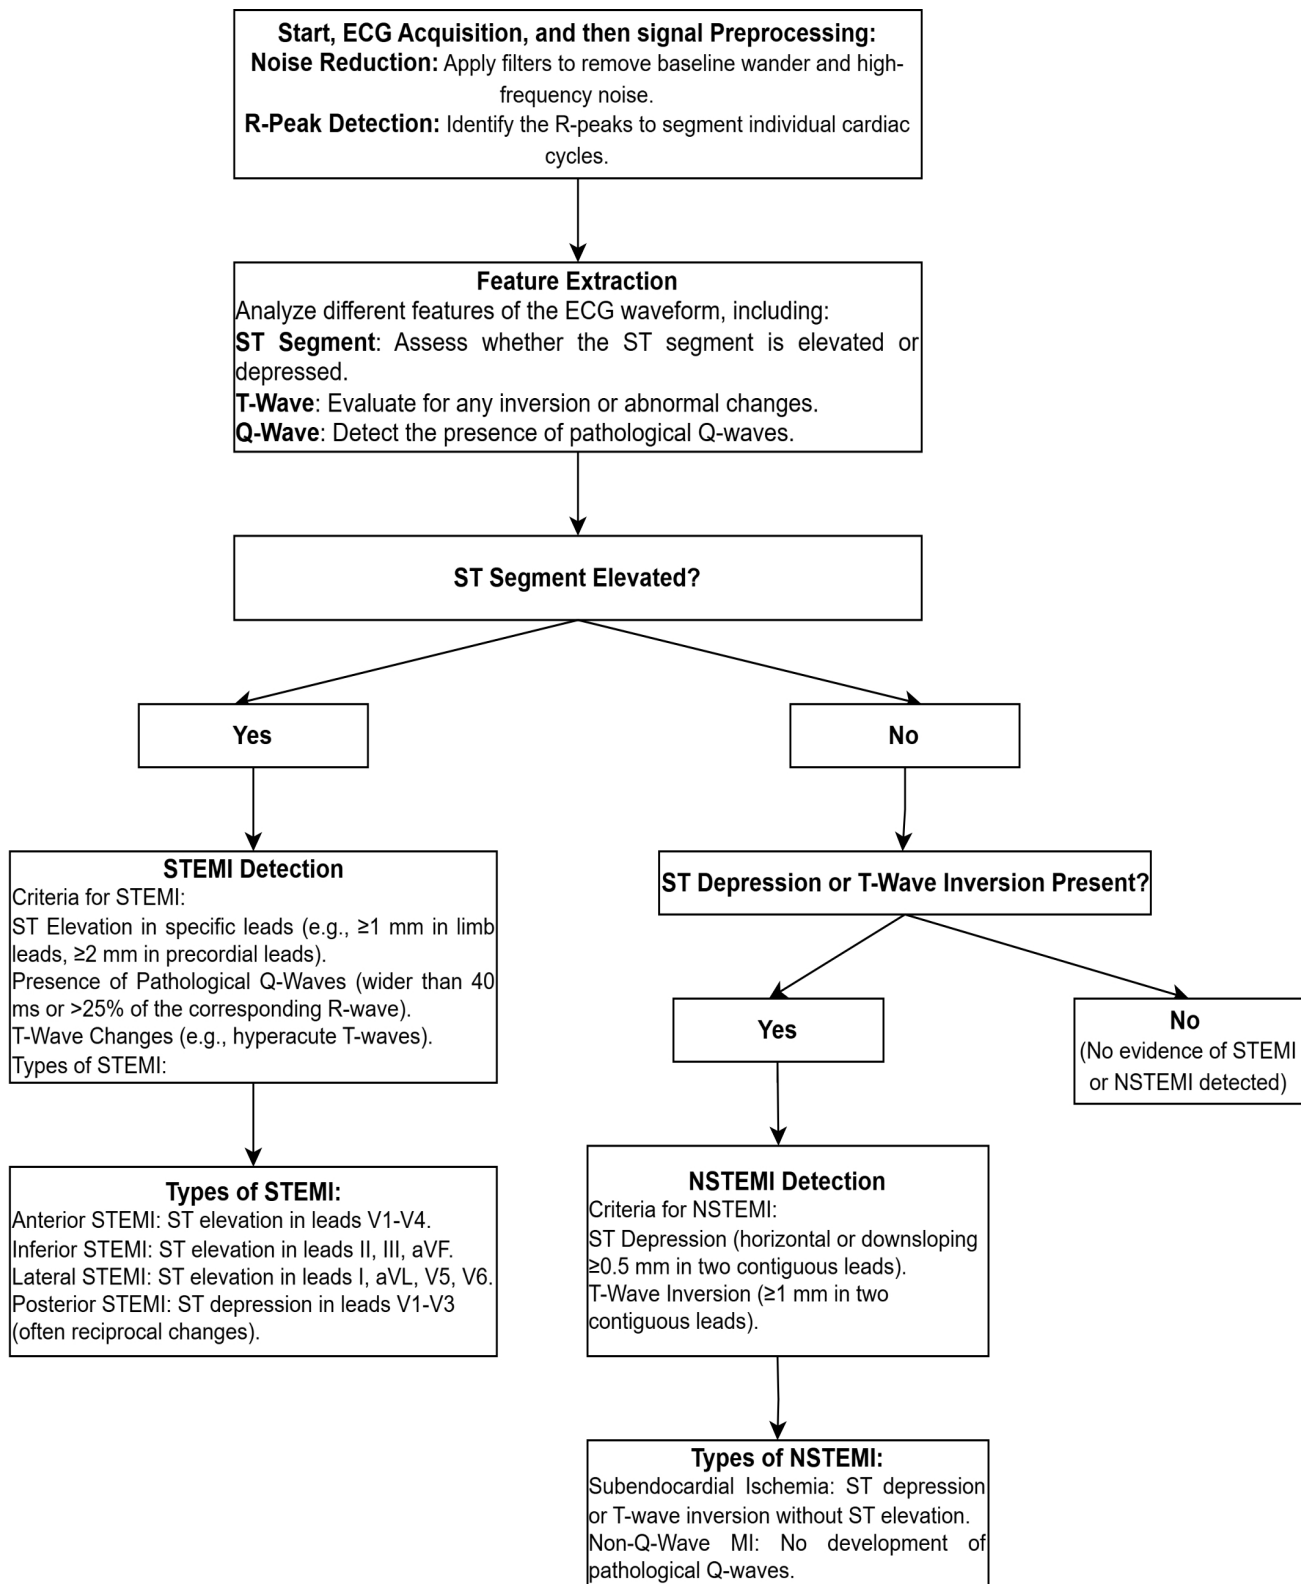 Start, ECG Acquisition, and then signal Preprocessing:
Noise Reduction: Apply filters to remove baseline wander and high-
frequency noise.
R-Peak Detection: Identify the R-peaks to segment individual cardiac
cycles.
Feature Extraction
Analyze different features of the ECG waveform, including:
ST Segment: Assess whether the ST segment is elevated or
depressed.
T-Wave: Evaluate for any inversion or abnormal changes.
Q-Wave: Detect the presence of pathological Q-waves.
ST Segment Elevated?
Yes
No
STEMI Detection
Criteria for STEMI:
ST Elevation in specific leads (e.g., ≥1 mm in limb
leads, ≥2 mm in precordial leads).
Presence of Pathological Q-Waves (wider than 40
ms or >25% of the corresponding R-wave).
T-Wave Changes (e.g., hyperacute T-waves).
Types of STEMI:
ST Depression or T-Wave Inversion Present?
Yes
No
(No evidence of STEMI
or NSTEMI detected)
Types of STEMI:
Anterior STEMI: ST elevation in leads V1-V4.
Inferior STEMI: ST elevation in leads II, III, aVF.
Lateral STEMI: ST elevation in leads I, aVL, V5, V6.
Posterior STEMI: ST depression in leads V1-V3
(often reciprocal changes).
NSTEMI Detection
Criteria for NSTEMI:
ST Depression (horizontal or downsloping
≥0.5 mm in two contiguous leads).
T-Wave Inversion (≥1 mm in two
contiguous leads).
Types of NSTEMI:
Subendocardial Ischemia: ST depression
or T-wave inversion without ST elevation.
Non-Q-Wave MI: No development of
pathological Q-waves.